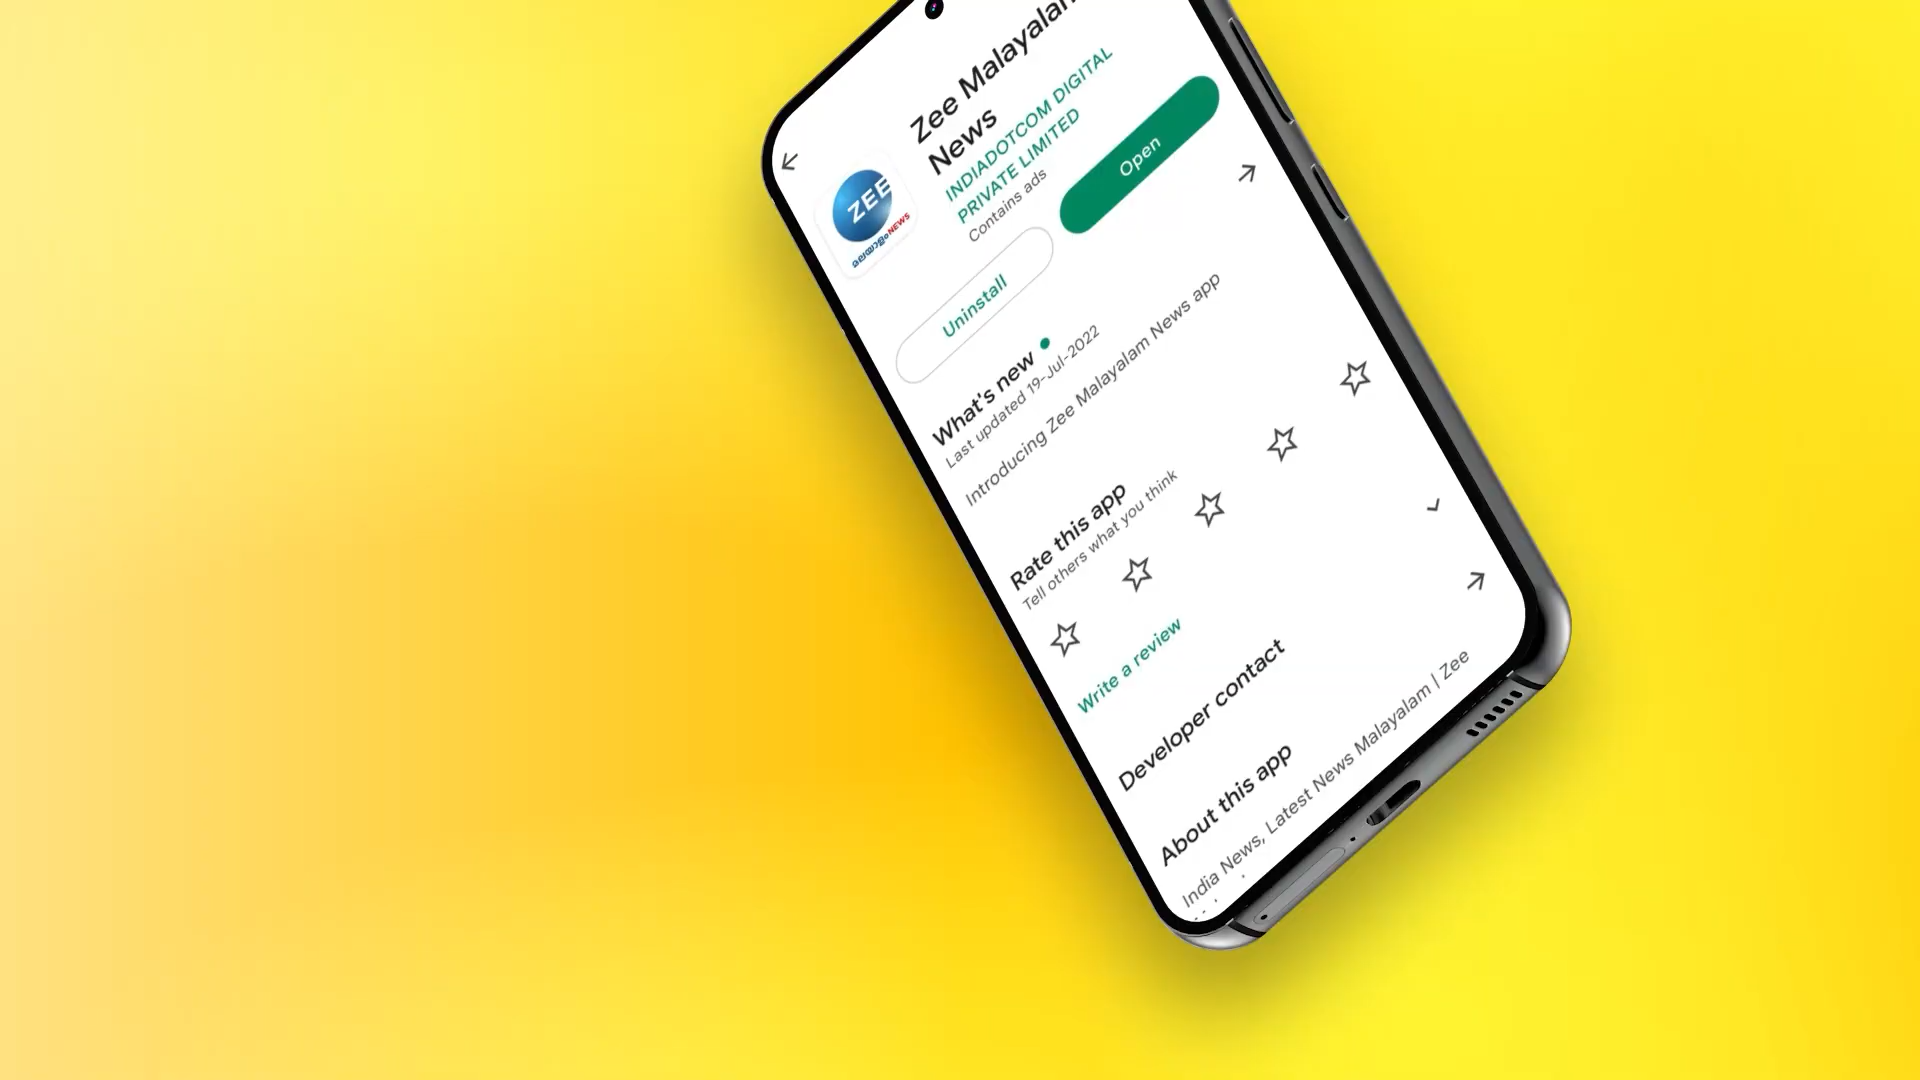 Zee Malayalam
News
INDIADOTCOM DIGITAL
PRIVATE LIMITED
Contains ads
ZEE
മലയാളം NEWS
Uninstall
Open
What's new
Last updated 19-Jul-2022
Introducing Zee Malayalam News app
Rate this app
Tell others what you think
Write a review
Developer contact
About this app
India News, Latest News Malayalam | Zee